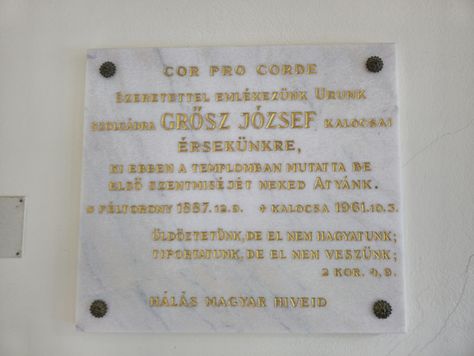 COR PRO CORDE
SZERETETTEL EMLÉKEZÜNK URUNK
SZOLGÁJÁRA GRŐSZ JÓZSEF KALOCSAI
ÉRSEKÜNKRE,
KI EBBEN A TEMPLOMBAN MUTATTA BE
ELSŐ SZENTMISÉJÉT NEKED ATYÁNK.
* FÉLTORONY 1887.12.9. + KALOCSA 1961.10.3.
ÜLDÖZTETÜNK, DE EL NEM HAGYATUNK;
TIPORTATUNK, DE EL NEM VESZÜNK;
2 KOR. 4,9.
HÁLÁS MAGYAR HIVEID